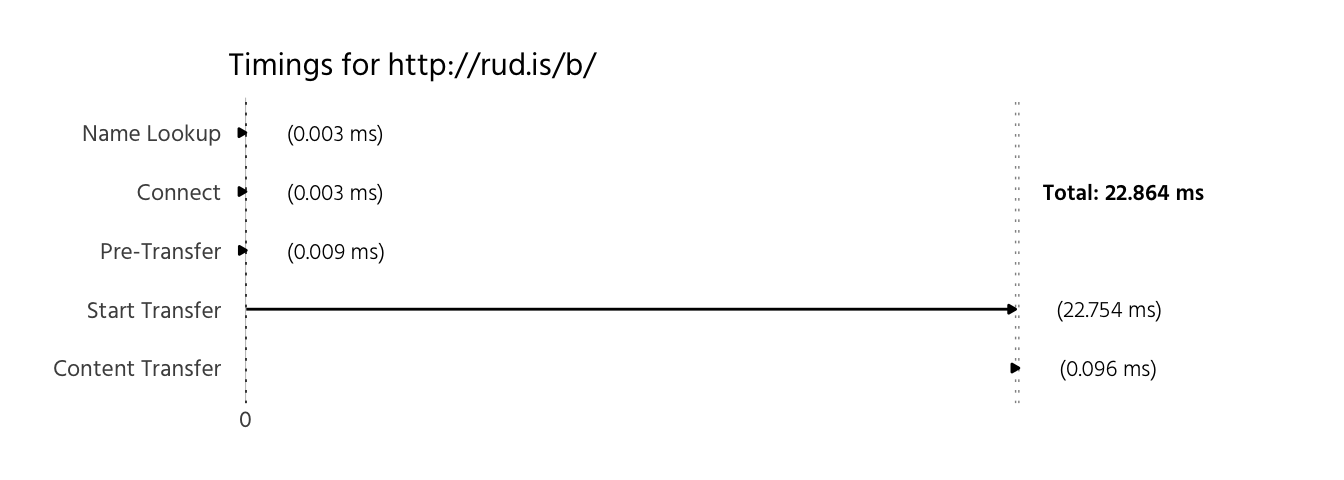 Timings for http://rud.is/b/
Name Lookup (0.003 ms)
Connect (0.003 ms) Total: 22.864 ms
Pre-Transfer (0.009 ms)
Start Transfer (22.754 ms)
Content Transfer (0.096 ms)
0